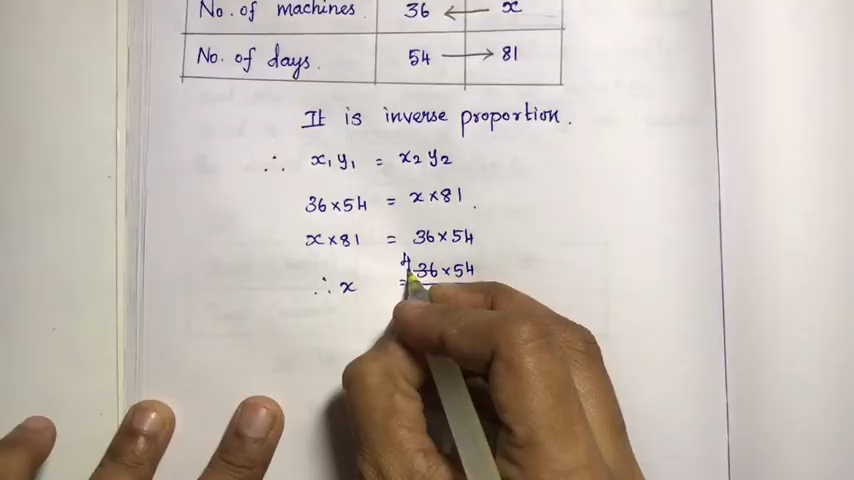 No. of machines. 36 ← x
No. of days. 54 → 81
It is inverse proportion.
∴ x₁y₁ = x₂y₂
36×54 = x×81.
x×81 = 36×54
4
∴ x = 36×54